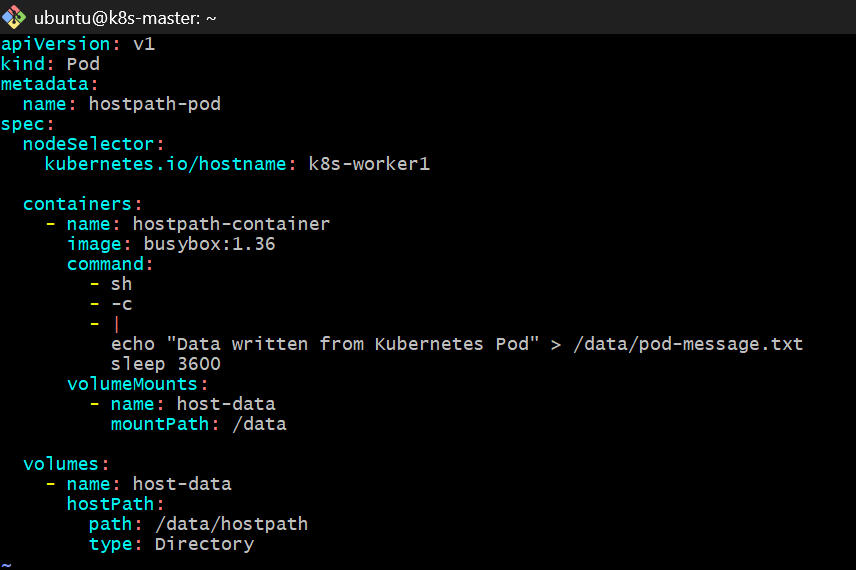 ubuntu@k8s-master: ~
apiVersion: v1
kind: Pod
metadata:
  name: hostpath-pod
spec:
  nodeSelector:
    kubernetes.io/hostname: k8s-worker1

  containers:
    - name: hostpath-container
      image: busybox:1.36
      command:
        - sh
        - -c
        - |
          echo "Data written from Kubernetes Pod" > /data/pod-message.txt
          sleep 3600
      volumeMounts:
        - name: host-data
          mountPath: /data

  volumes:
    - name: host-data
      hostPath:
        path: /data/hostpath
        type: Directory
~